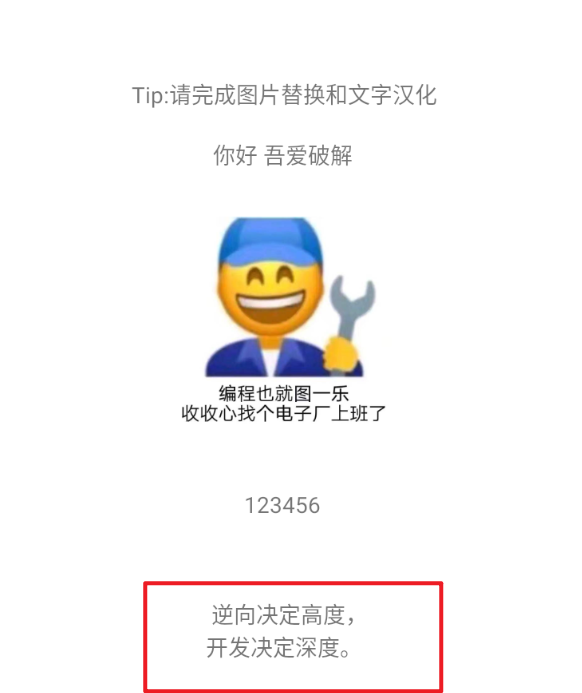 Tip:请完成图片替换和文字汉化
你好 吾爱破解
编程也就图一乐
收收心找个电子厂上班了
123456
逆向决定高度，
开发决定深度。